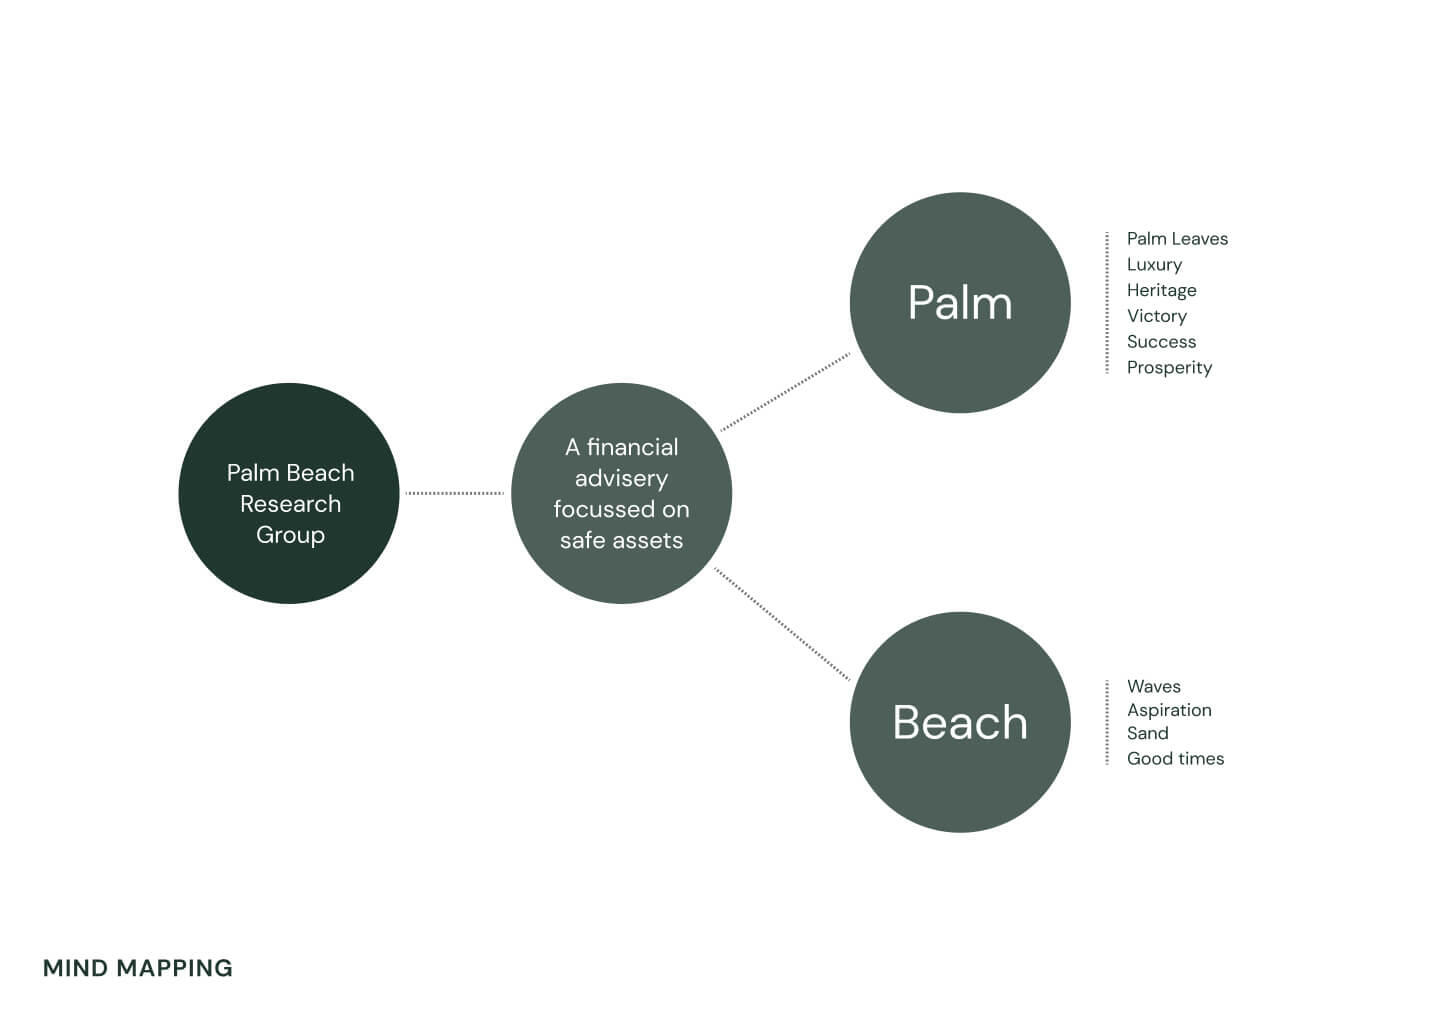 Palm Beach
Research
Group
A financial
advisery
focussed on
safe assets
Palm
Palm Leaves
Luxury
Heritage
Victory
Success
Prosperity
Beach
Waves
Aspiration
Sand
Good times
MIND MAPPING